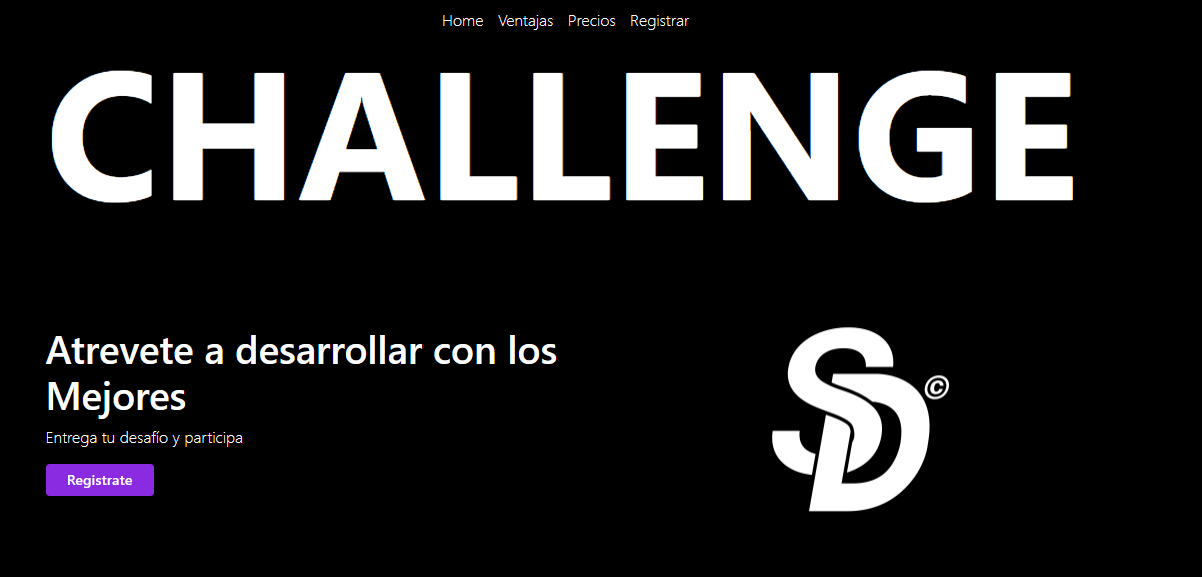 Home Ventajas Precios Registrar
CHALLENGE
Atrevete a desarrollar con los
Mejores
Entrega tu desafío y participa
Registrate
SD©